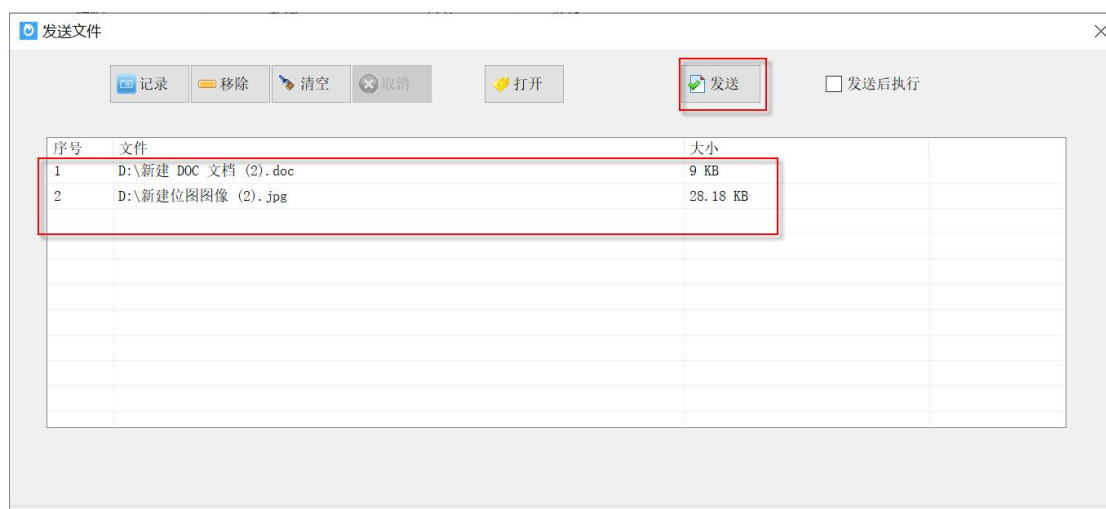 发送文件
记录 移除 清空 取消 打开 发送 发送后执行
序号 文件 大小
1 D:\新建 DOC 文档 (2).doc 9 KB
2 D:\新建位图图像 (2).jpg 28.18 KB